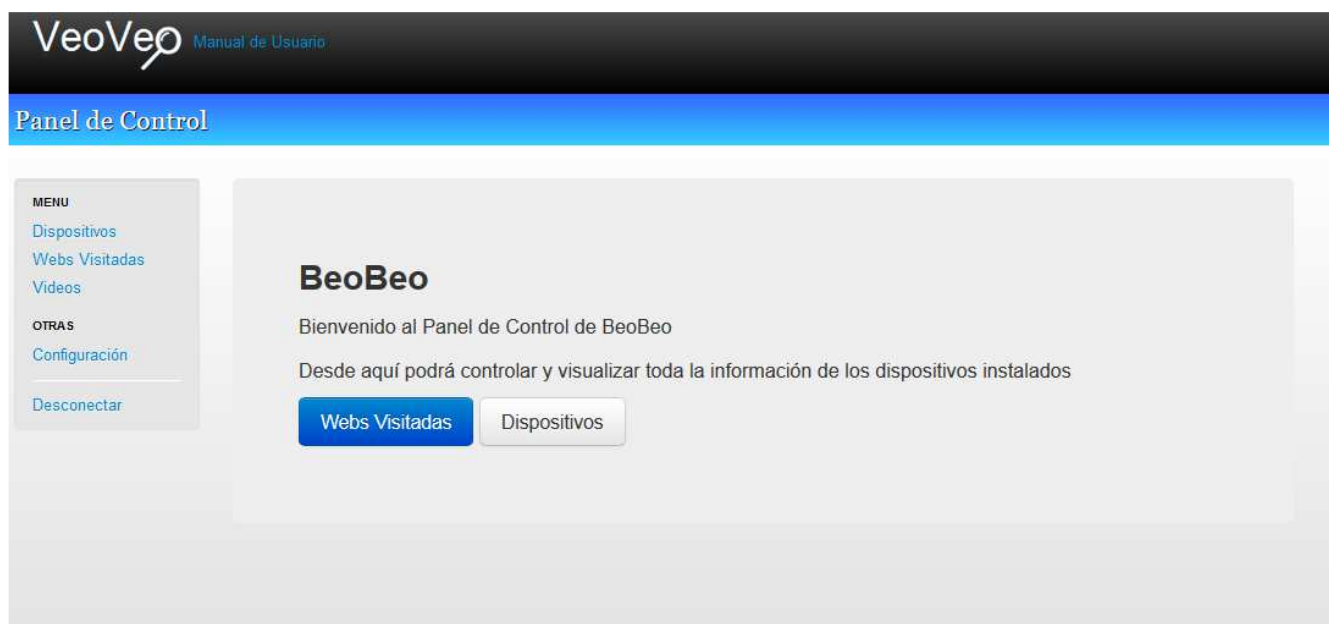 VeoVeo Manual de Usuario
Panel de Control
MENU
Dispositivos
Webs Visitadas
Videos
OTRAS
Configuración
Desconectar
BeoBeo
Bienvenido al Panel de Control de BeoBeo
Desde aquí podrá controlar y visualizar toda la información de los dispositivos instalados
Webs Visitadas Dispositivos